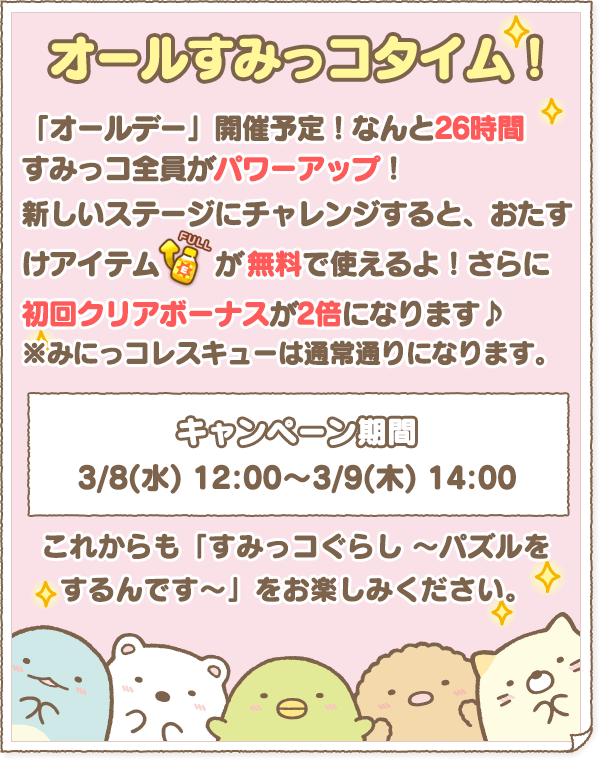 オールすみっコタイム！
「オールデー」開催予定！なんと26時間
すみっコ全員がパワーアップ！
新しいステージにチャレンジすると、おたす
けアイテム FULL E が無料で使えるよ！さらに
初回クリアボーナスが2倍になります♪
※みにっコレスキューは通常通りになります。
キャンペーン期間
3/8(水) 12:00～3/9(木) 14:00
これからも「すみっコぐらし ～パズルを
するんです～」をお楽しみください。